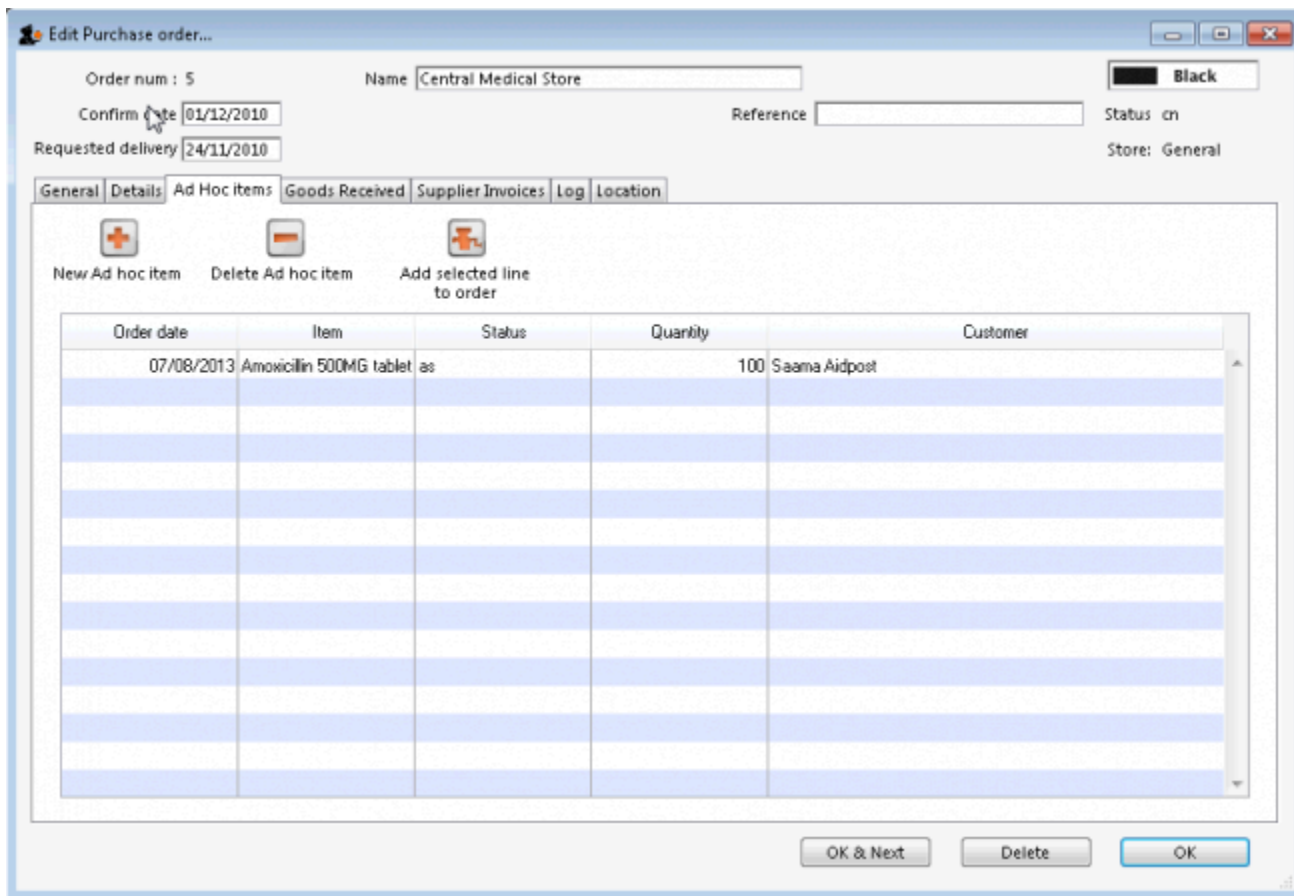 Edit Purchase order...
Order num : 5
Name Central Medical Store
Black
Confirm date 01/12/2010
Reference
Status cn
Requested delivery 24/11/2010
Store: General
General Details Ad Hoc items Goods Received Supplier Invoices Log Location
New Ad hoc item Delete Ad hoc item Add selected line
to order
Order date Item Status Quantity Customer
07/08/2013 Amoxicillin 500MG tablet as 100 Saama Aidpost
OK & Next Delete OK